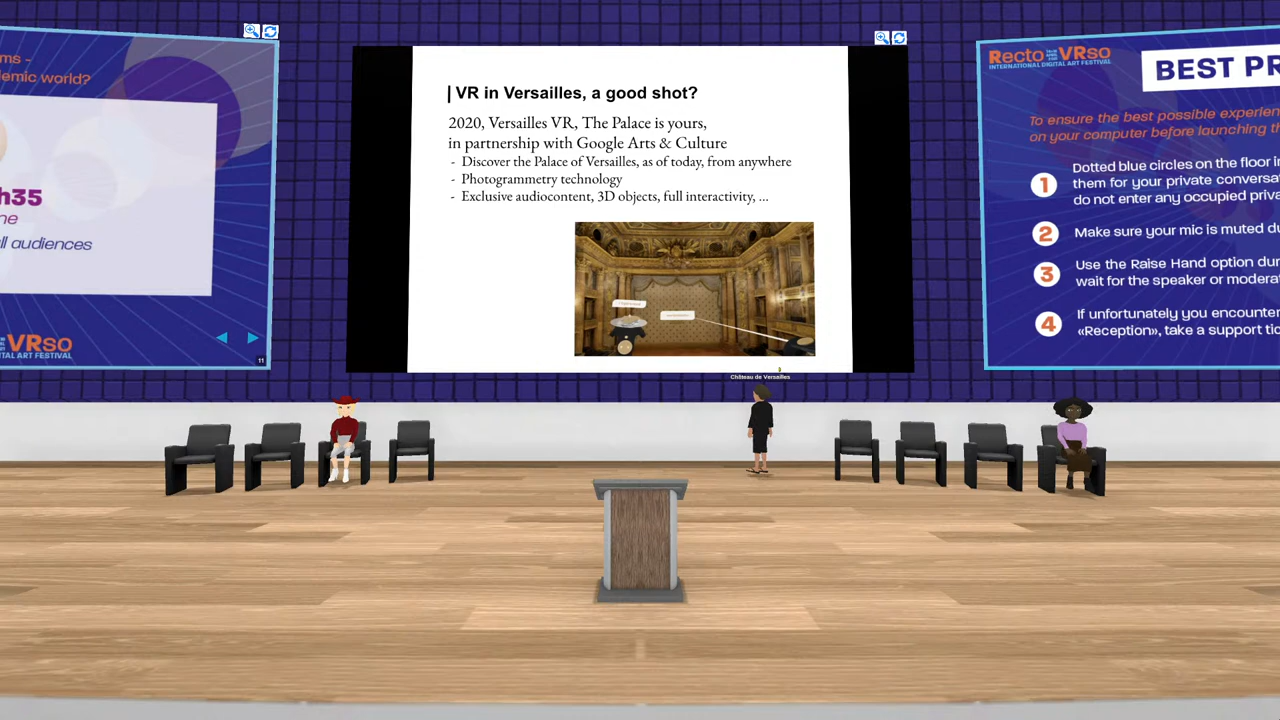 ms -
demic world?
h35
ne
ll audiences
VRso
TAL ART FESTIVAL
11
| VR in Versailles, a good shot?
2020, Versailles VR, The Palace is yours,
in partnership with Google Arts & Culture
- Discover the Palace of Versailles, as of today, from anywhere
- Photogrammetry technology
- Exclusive audiocontent, 3D objects, full interactivity, ...
Château de Versailles
Recto VRso
INTERNATIONAL DIGITAL ART FESTIVAL
BEST PR
To ensure the best possible experien
on your computer before launching th
1 Dotted blue circles on the floor in
them for your private conversat
do not enter any occupied priva
2 Make sure your mic is muted du
3 Use the Raise Hand option dur
wait for the speaker or modera
4 If unfortunately you encounter
«Reception», take a support tic